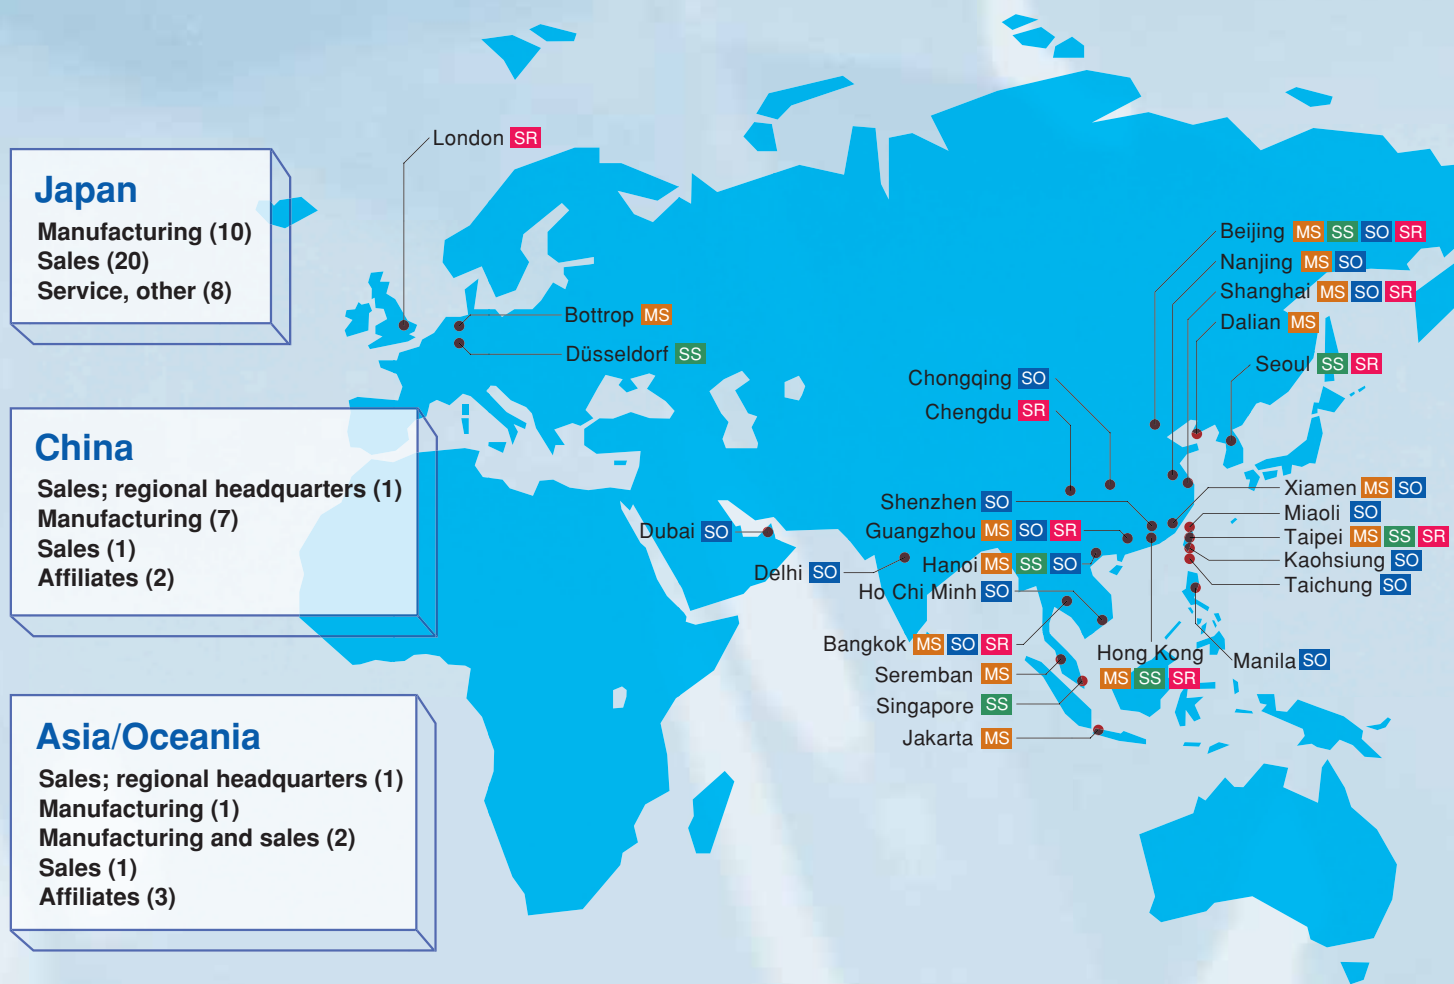 London SR
Japan
Manufacturing (10)
Sales (20)
Service, other (8)
Bottrop MS
Düsseldorf SS
Beijing MS SS SO SR
Nanjing MS SO
Shanghai MS SO SR
Dalian MS
Seoul SS SR
Chongqing SO
Chengdu SR
China
Sales; regional headquarters (1)
Manufacturing (7)
Sales (1)
Affiliates (2)
Shenzhen SO
Guangzhou MS SO SR
Dubai SO
Delhi SO
Hanoi MS SS SO
Ho Chi Minh SO
Xiamen MS SO
Miaoli SO
Taipei MS SS SR
Kaohsiung SO
Taichung SO
Bangkok MS SO SR
Seremban MS
Singapore SS
Jakarta MS
Hong Kong
MS SS SR
Manila SO
Asia/Oceania
Sales; regional headquarters (1)
Manufacturing (1)
Manufacturing and sales (2)
Sales (1)
Affiliates (3)